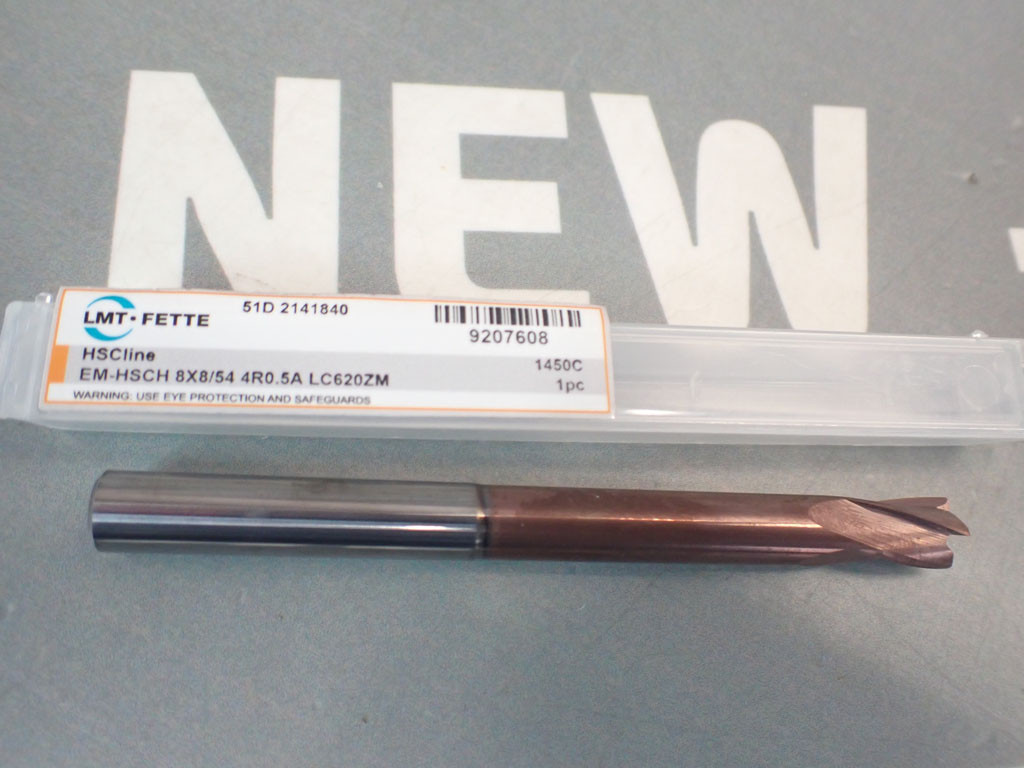 NEW
LMT·FETTE
51D 2141840
9207608
HSCline
1450C
EM-HSCH 8X8/54 4R0.5A LC620ZM
1pc
WARNING: USE EYE PROTECTION AND SAFEGUARDS